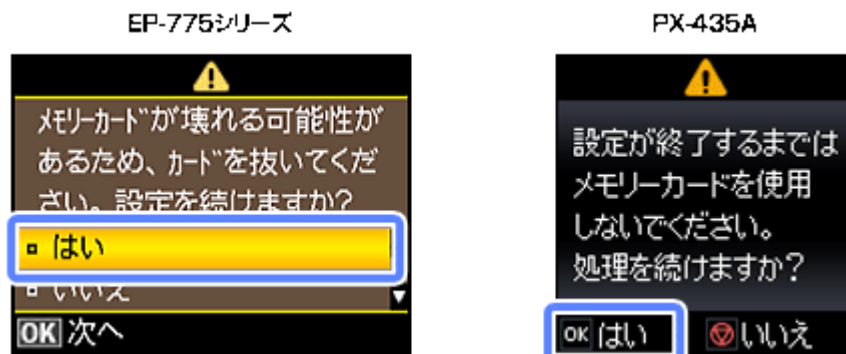 EP-775シリーズ
メモリーカードが壊れる可能性が
あるため、カードを抜いてくだ
さい。設定を続けますか?
はい
いいえ
OK 次へ
PX-435A
設定が終了するまでは
メモリーカードを使用
しないでください。
処理を続けますか?
OK はい いいえ